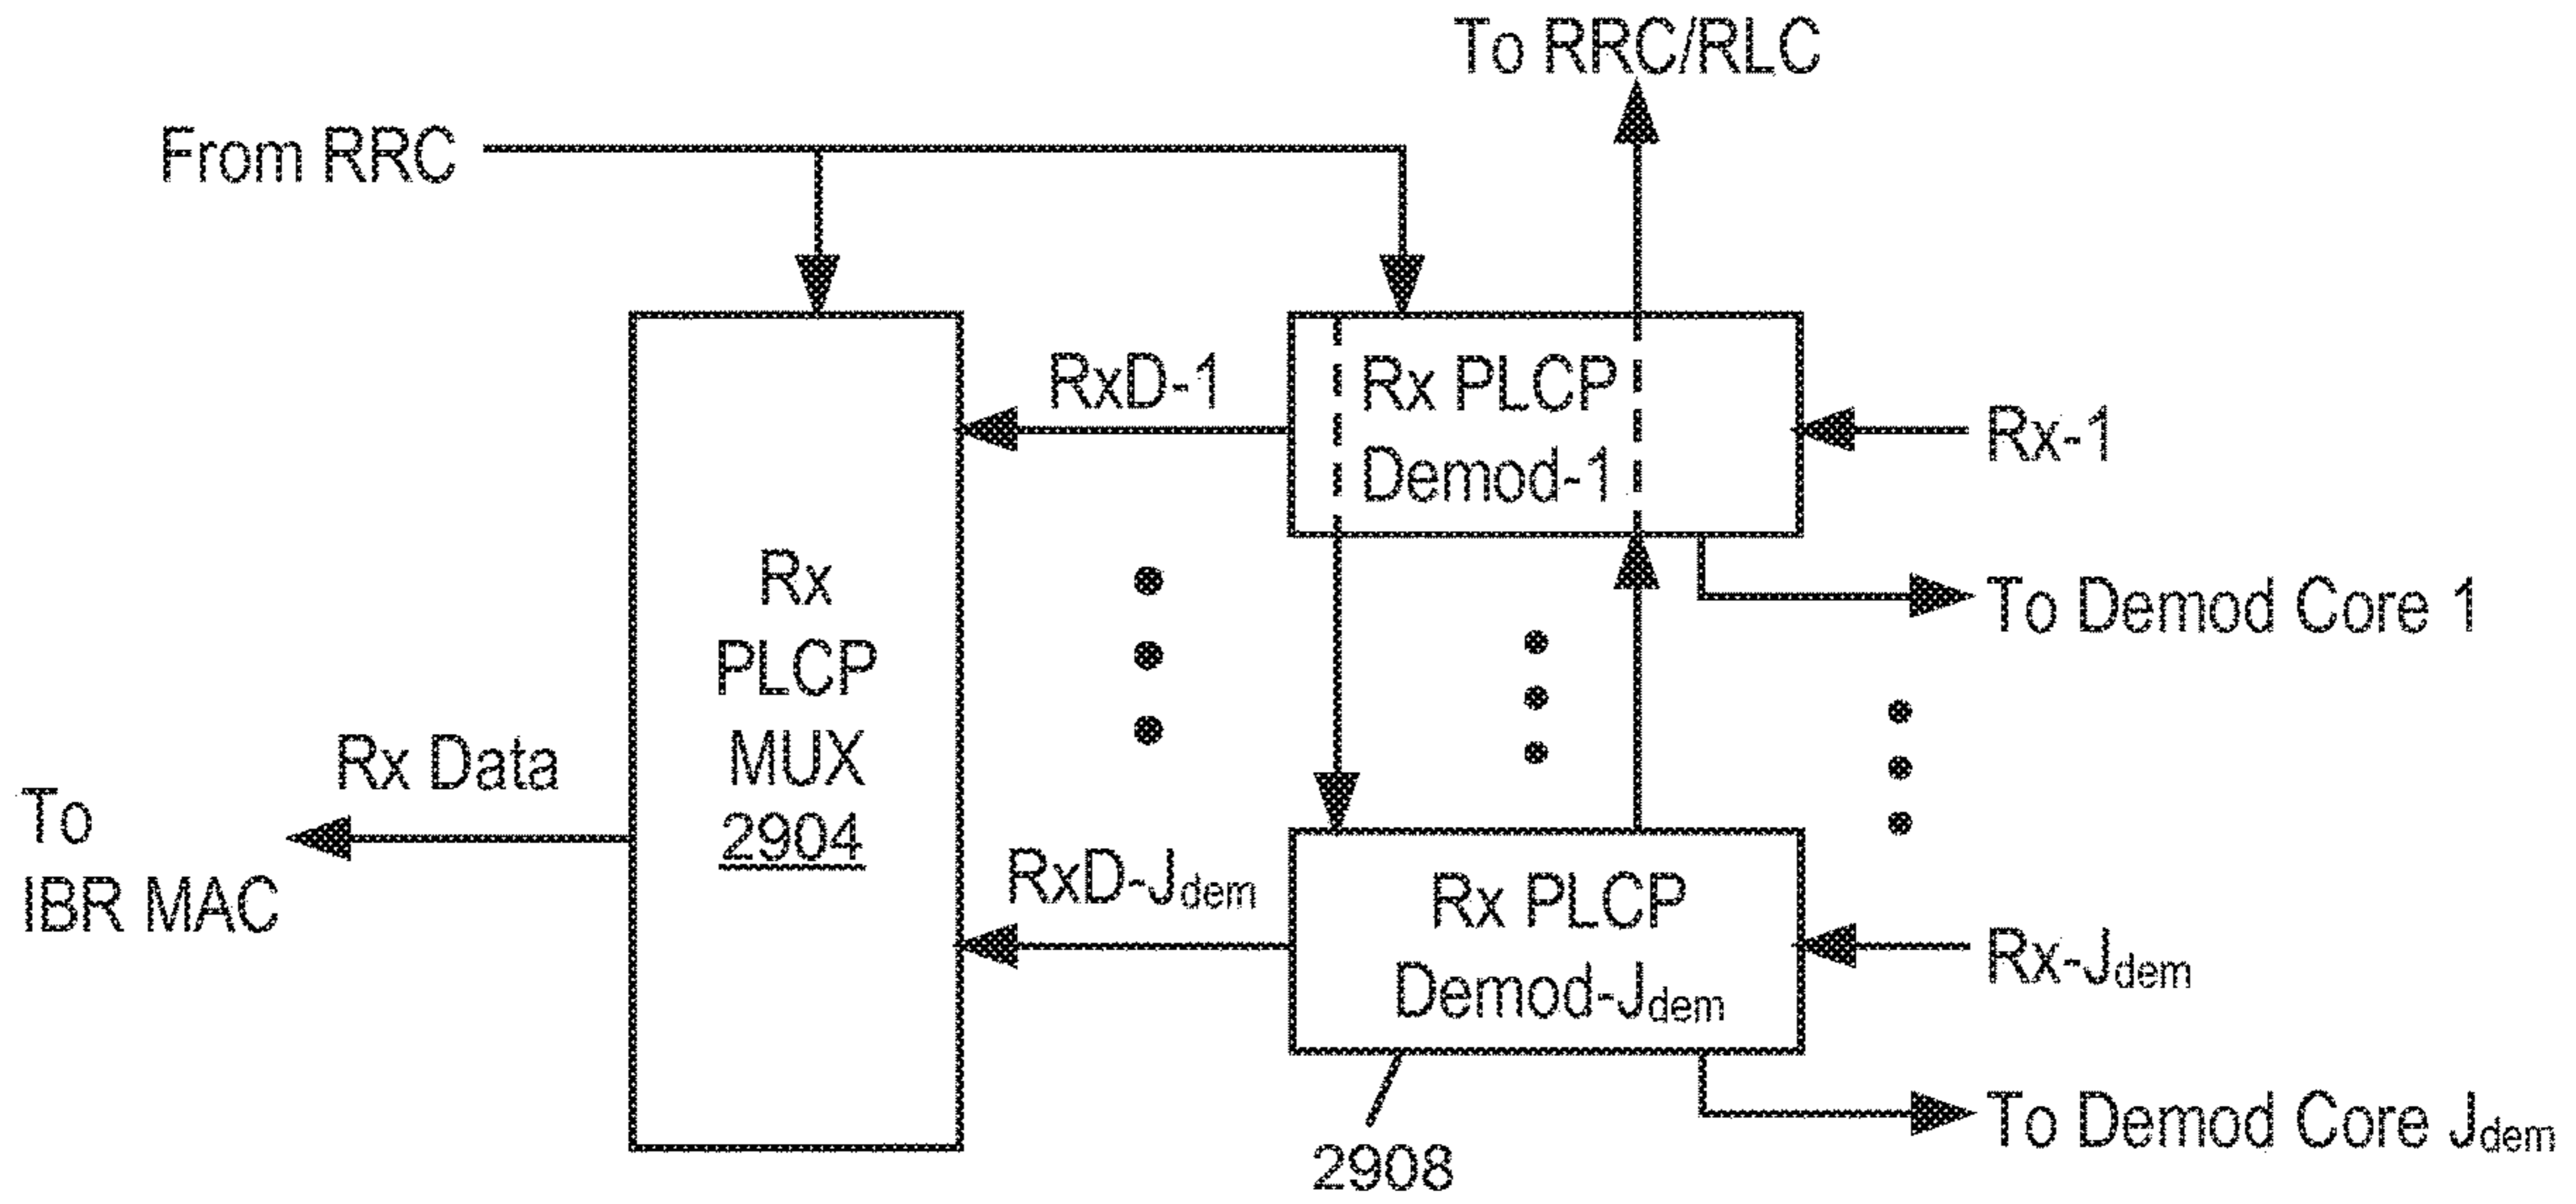 To RRC/RLC
From RRC
RxD-1
Rx PLCP
Demod-1
Rx-1
To Demod Core 1
Rx
PLCP
MUX
2904
Rx Data
To
IBR MAC
RxD-Jdem
Rx PLCP
Demod-Jdem
Rx-Jdem
To Demod Core Jdem
2908